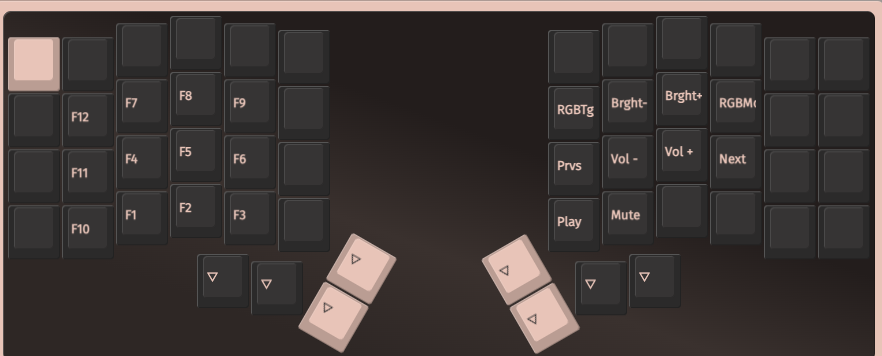 F12 F7 F8 F9 RGBTg Brght- Brght+ RGBMo
F11 F4 F5 F6 Prvs Vol - Vol + Next
F10 F1 F2 F3 Play Mute